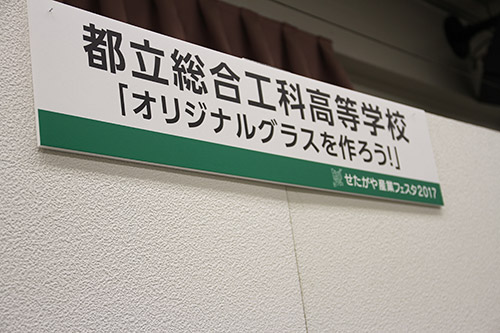 都立総合工科高等学校
「オリジナルグラスを作ろう!」
せたがや産業フェスタ2017